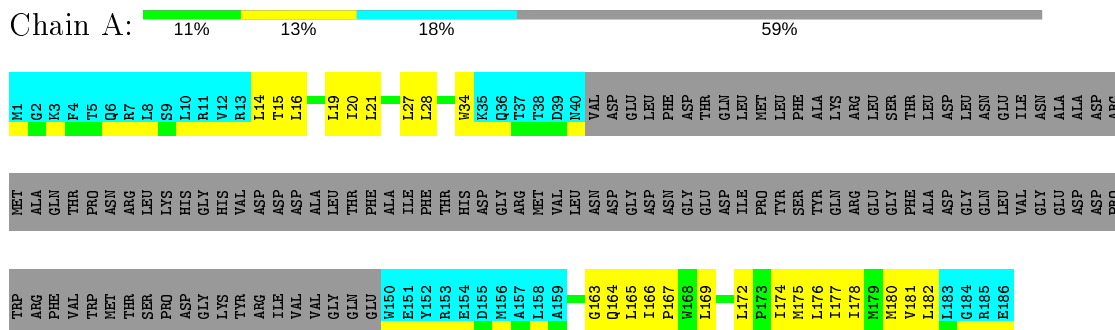 Chain A:
11% 13% 18% 59%
M1 G2 K3 F4 T5 Q6 R7 L8 S9 L10 R11 V12 R13 L14 T15 L16 L19 I20 L21 L27 L28 W34 K35 Q36 T37 T38 D39 N40 VAL ASP GLU LEU PHE ASP THR GLN LEU MET LEU PHE ALA LYS ARG LEU SER THR LEU ASP LEU ASN GLU ILE ASN ALA ALA ASP ARG
MET ALA GLN THR PRO ASN ARG LEU LYS HIS GLY HIS VAL ASP ASP ASP ALA LEU THR PHE ALA ILE PHE THR HIS ASP GLY ARG MET VAL LEU ASN ASP GLY ASP ASN GLY GLU ASP ILE PRO TYR SER TYR GLN ARG GLU GLY PHE ALA ASP GLY GLN LEU VAL GLY GLU ASP ASP PRO
TRP ARG PHE VAL TRP MET THR SER PRO ASP GLY LYS TYR ARG ILE VAL VAL GLY GLN GLU W150 E151 Y152 R153 E154 D155 M156 A157 L158 A159 G163 Q164 L165 I166 P167 W168 L169 L172 P173 I174 M175 L176 I177 I178 M179 M180 V181 L182 L183 G184 R185 E186